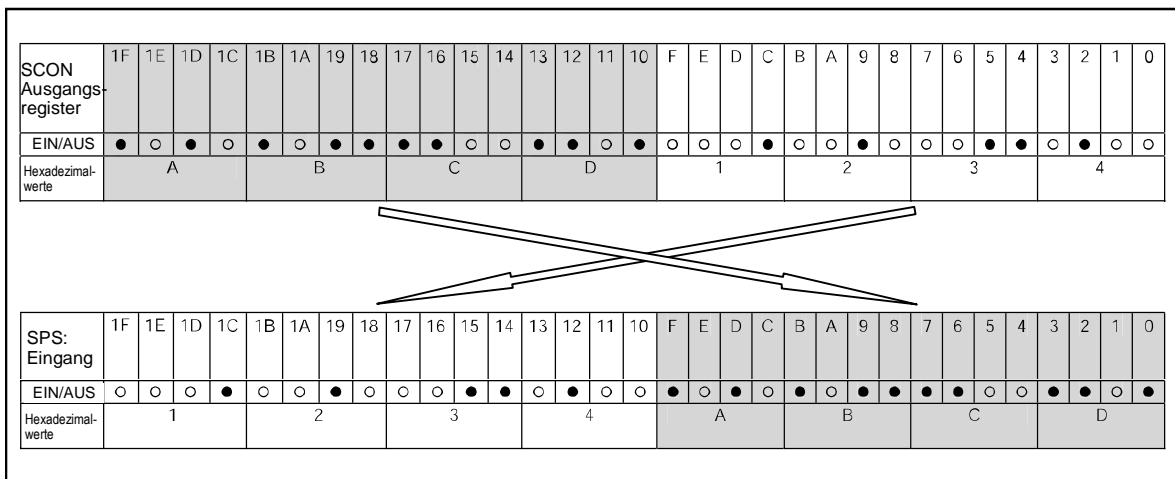 SCON Ausgangs-register 1F 1E 1D 1C 1B 1A 19 18 17 16 15 14 13 12 11 10 F E D C B A 9 8 7 6 5 4 3 2 1 0
EIN/AUS ● ○ ● ○ ● ○ ● ● ● ● ○ ○ ● ● ○ ● ○ ○ ○ ● ○ ○ ● ○ ○ ○ ● ● ○ ● ○ ○
Hexadezimal-werte A B C D 1 2 3 4
SPS: Eingang 1F 1E 1D 1C 1B 1A 19 18 17 16 15 14 13 12 11 10 F E D C B A 9 8 7 6 5 4 3 2 1 0
EIN/AUS ○ ○ ○ ● ○ ○ ● ○ ○ ○ ● ● ○ ● ○ ○ ● ○ ● ○ ● ○ ● ● ● ● ○ ○ ● ● ○ ●
Hexadezimal-werte 1 2 3 4 A B C D